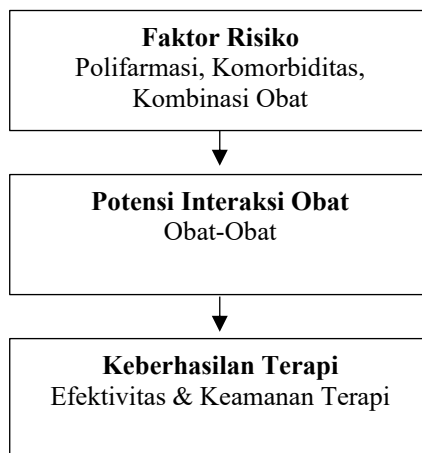 Faktor Risiko
Polifarmasi, Komorbiditas,
Kombinasi Obat
Potensi Interaksi Obat
Obat-Obat
Keberhasilan Terapi
Efektivitas & Keamanan Terapi